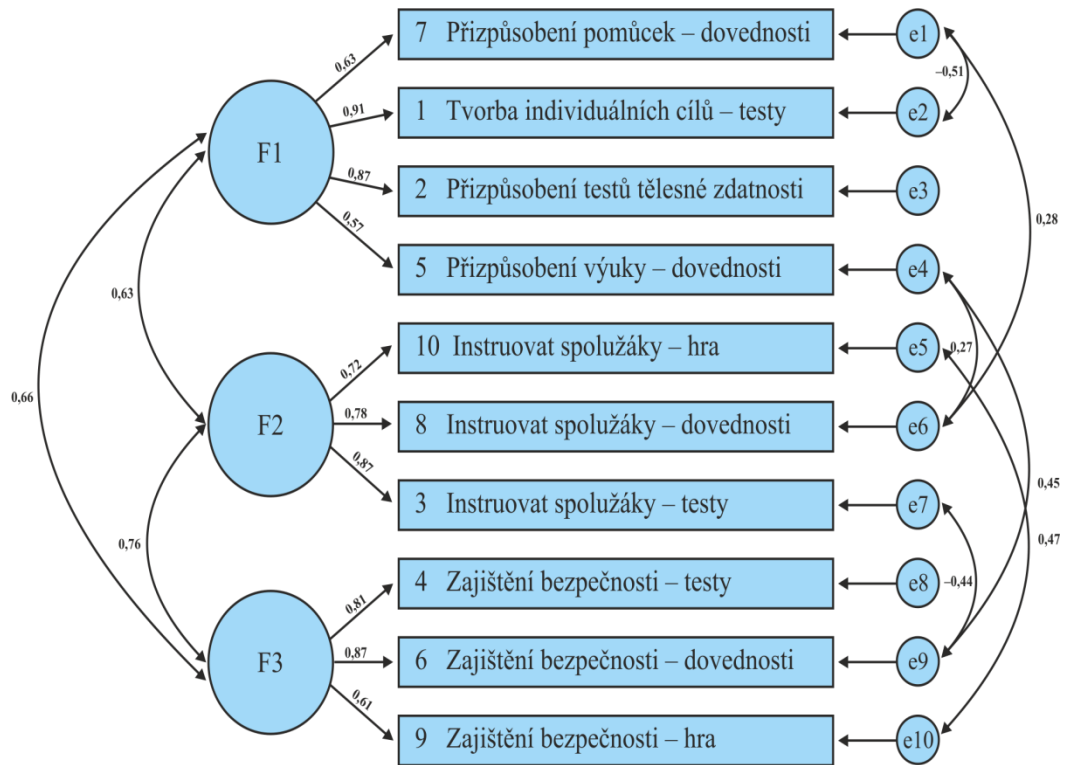 7 Přizpůsobení pomůcek – dovednosti
e1
0,63
–0,51
0,91
1 Tvorba individuálních cílů – testy
e2
F1
0,87
2 Přizpůsobení testů tělesné zdatnosti
e3
0,57
0,28
5 Přizpůsobení výuky – dovednosti
e4
0,63
10 Instruovat spolužáky – hra
e5
0,27
0,72
0,66
F2
0,78
8 Instruovat spolužáky – dovednosti
e6
0,87
3 Instruovat spolužáky – testy
e7
0,45
0,47
0,76
4 Zajištění bezpečnosti – testy
e8
–0,44
0,81
F3
0,87
6 Zajištění bezpečnosti – dovednosti
e9
0,61
9 Zajištění bezpečnosti – hra
e10